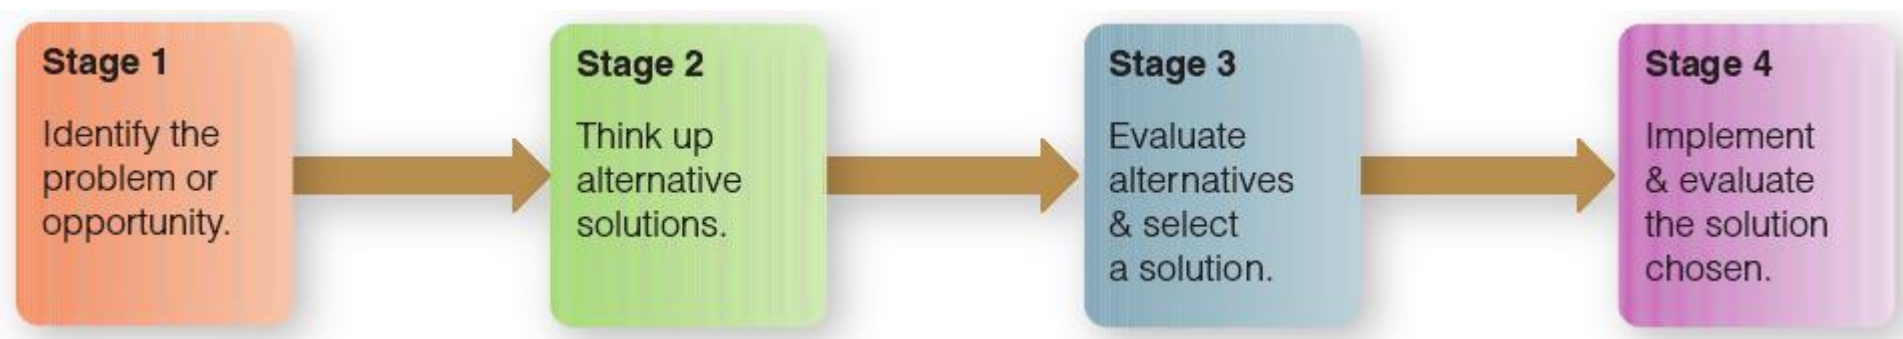 Stage 1
Identify the
problem or
opportunity.
Stage 2
Think up
alternative
solutions.
Stage 3
Evaluate
alternatives
& select
a solution.
Stage 4
Implement
& evaluate
the solution
chosen.